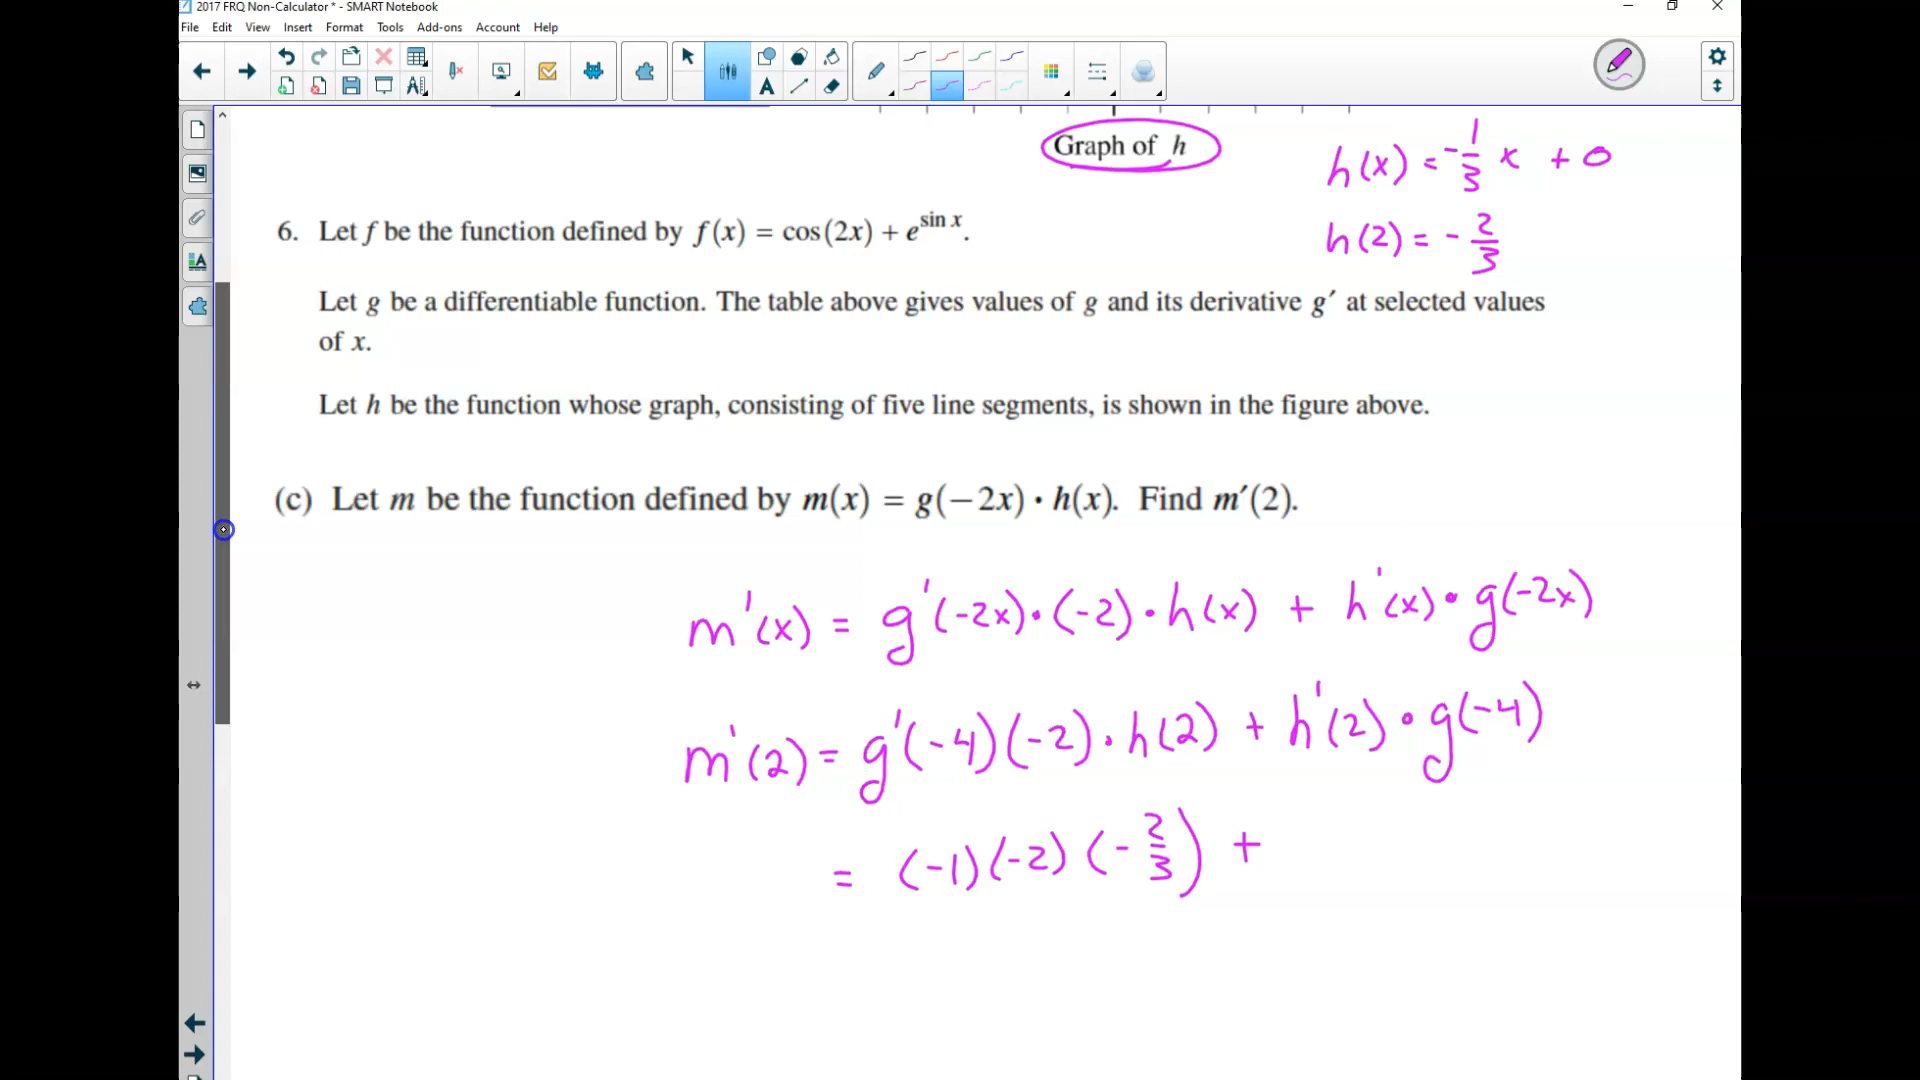 2017 FRQ Non-Calculator * - SMART Notebook
File Edit View Insert Format Tools Add-ons Account Help
Graph of h
h(x) = -1/3 x + 0
h(2) = -2/3
6. Let f be the function defined by f(x) = cos(2x) + e^{sin x}.
Let g be a differentiable function. The table above gives values of g and its derivative g′ at selected values
of x.
Let h be the function whose graph, consisting of five line segments, is shown in the figure above.
(c) Let m be the function defined by m(x) = g(−2x) · h(x). Find m′(2).
m'(x) = g'(-2x)·(-2)·h(x) + h'(x)·g(-2x)
m'(2) = g'(-4)(-2)·h(2) + h'(2)·g(-4)
= (-1)(-2)(-2/3) +